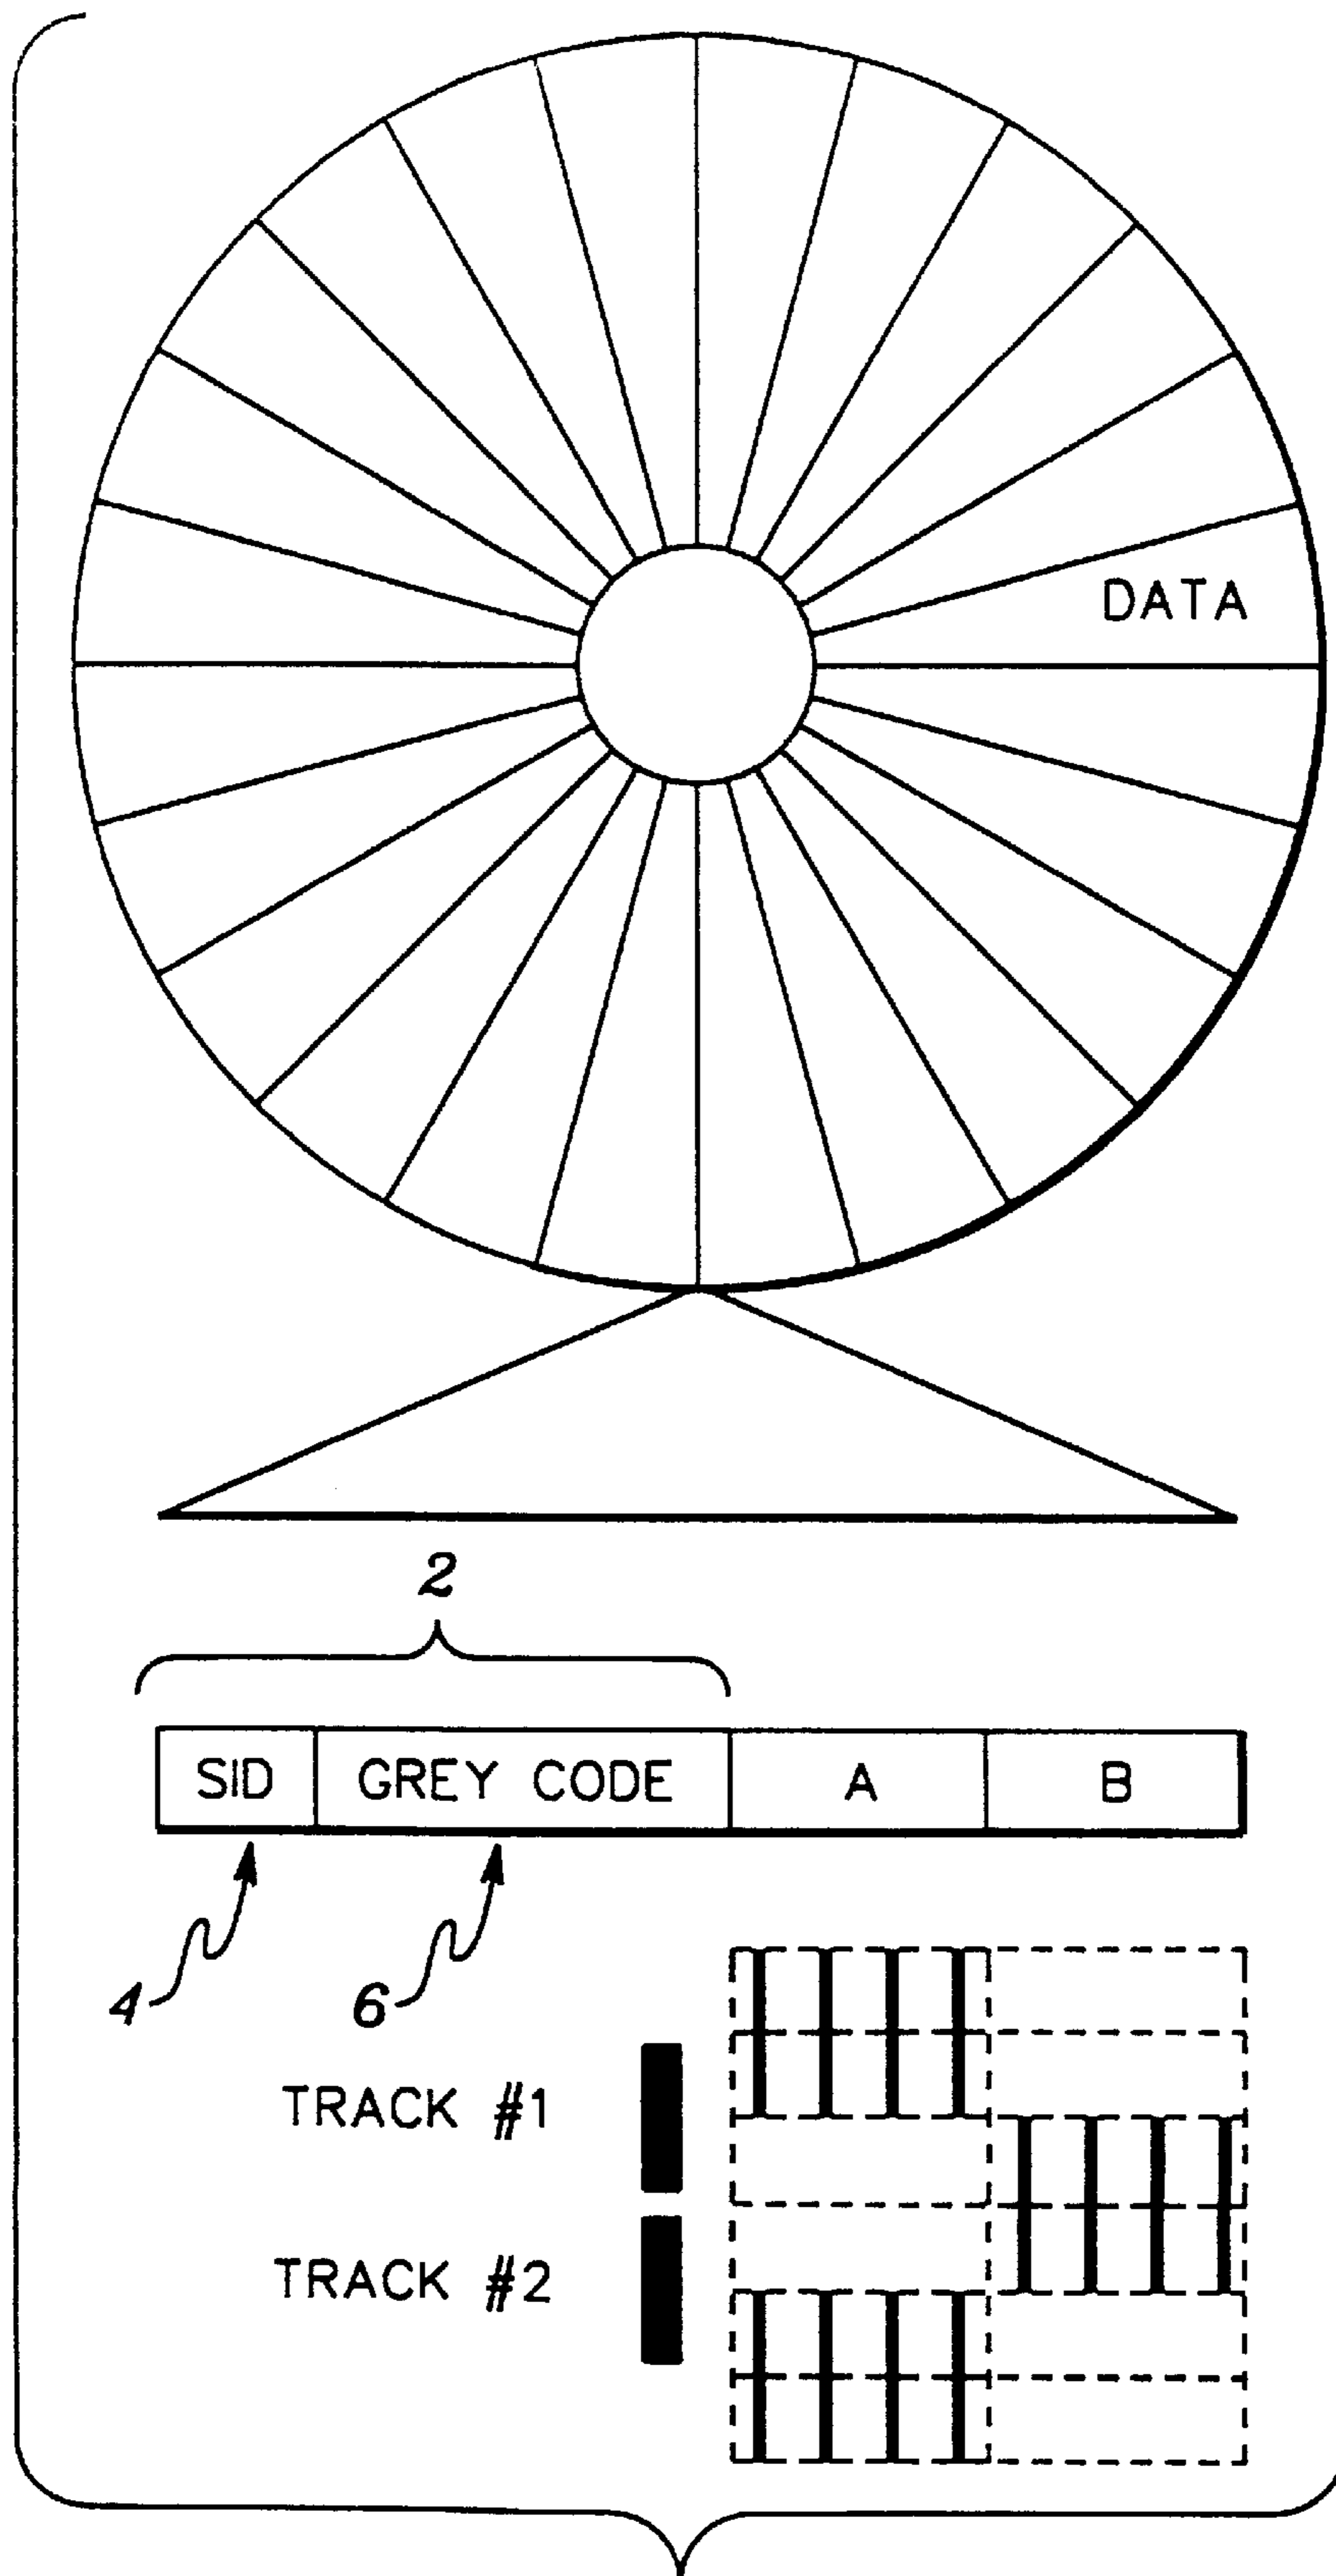 DATA
2
SID GREY CODE A B
4 6
TRACK #1
TRACK #2